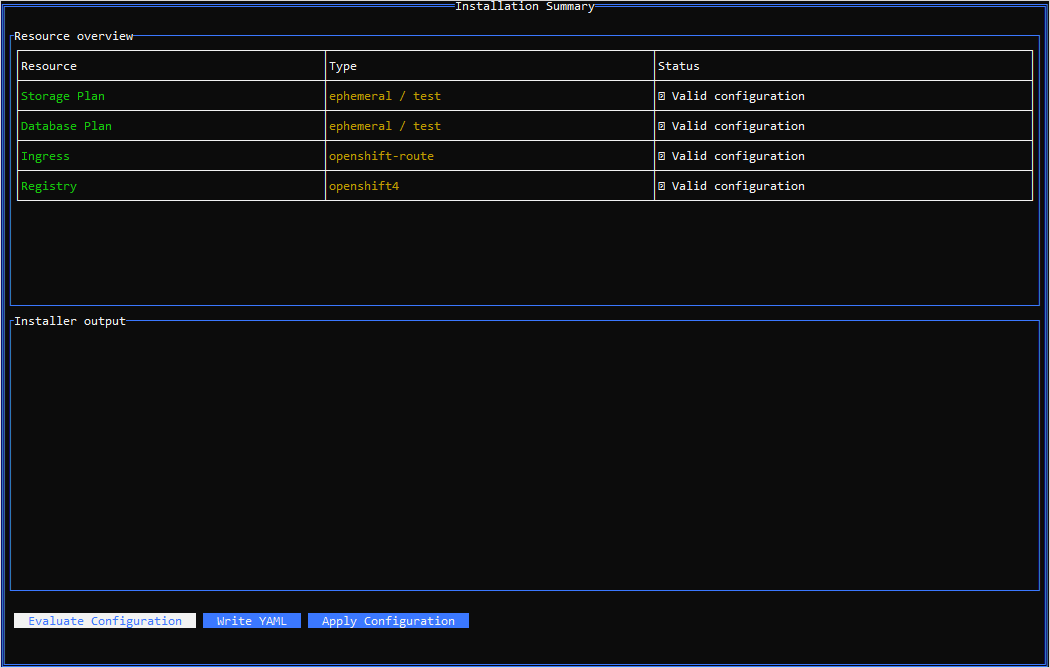 Installation Summary
Resource overview
Resource Type Status
Storage Plan ephemeral / test Valid configuration
Database Plan ephemeral / test Valid configuration
Ingress openshift-route Valid configuration
Registry openshift4 Valid configuration
Installer output
Evaluate Configuration Write YAML Apply Configuration